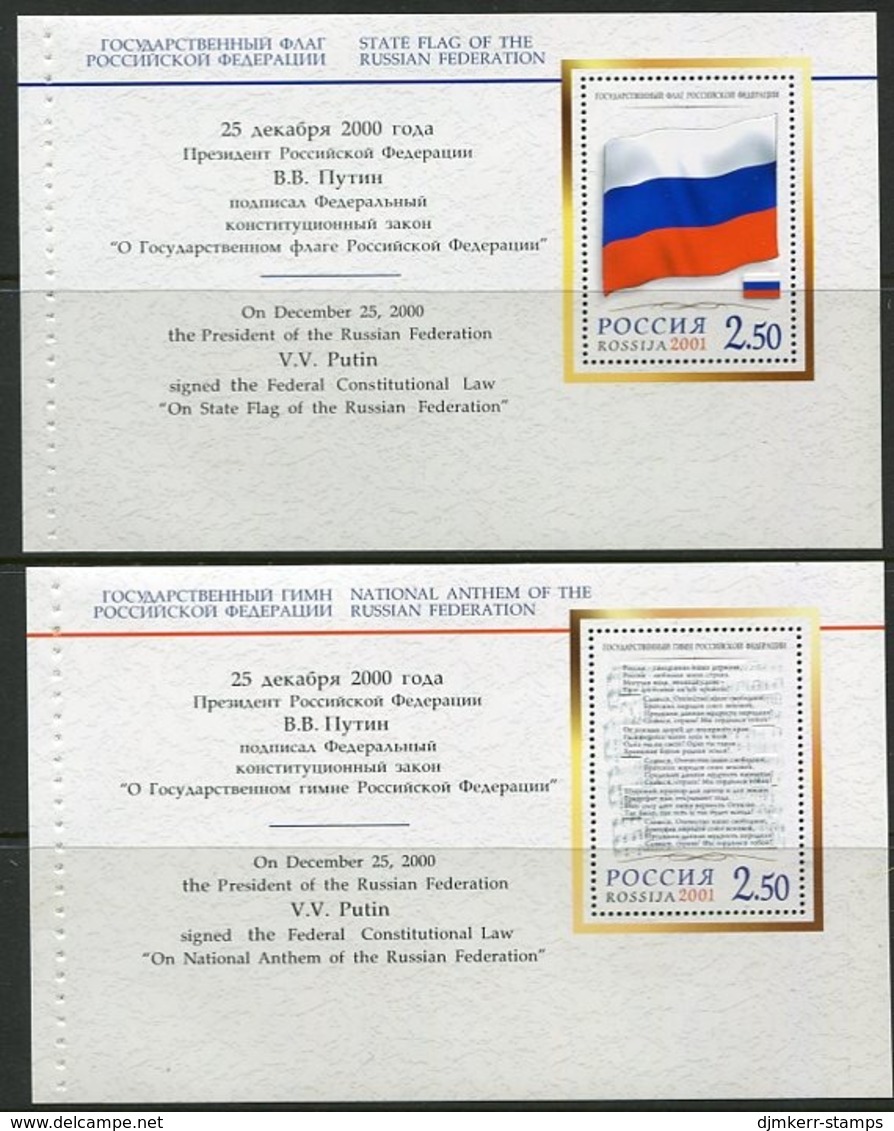 ГОСУДАРСТВЕННЫЙ ФЛАГ
РОССИЙСКОЙ ФЕДЕРАЦИИ
STATE FLAG OF THE
RUSSIAN FEDERATION
25 декабря 2000 года
Президент Российской Федерации
В.В. Путин
подписал Федеральный
конституционный закон
"О Государственном флаге Российской Федерации"
On December 25, 2000
the President of the Russian Federation
V.V. Putin
signed the Federal Constitutional Law
"On State Flag of the Russian Federation"
ГОСУДАРСТВЕННЫЙ ФЛАГ РОССИЙСКОЙ ФЕДЕРАЦИИ
РОССИЯ
ROSSIJA 2001 2.50
ГОСУДАРСТВЕННЫЙ ГИМН
РОССИЙСКОЙ ФЕДЕРАЦИИ
NATIONAL ANTHEM OF THE
RUSSIAN FEDERATION
25 декабря 2000 года
Президент Российской Федерации
В.В. Путин
подписал Федеральный
конституционный закон
"О Государственном гимне Российской Федерации"
On December 25, 2000
the President of the Russian Federation
V.V. Putin
signed the Federal Constitutional Law
"On National Anthem of the Russian Federation"
ГОСУДАРСТВЕННЫЙ ГИМН РОССИЙСКОЙ ФЕДЕРАЦИИ
РОССИЯ
ROSSIJA 2001 2.50
www.delcampe.net
djmkerr-stamps